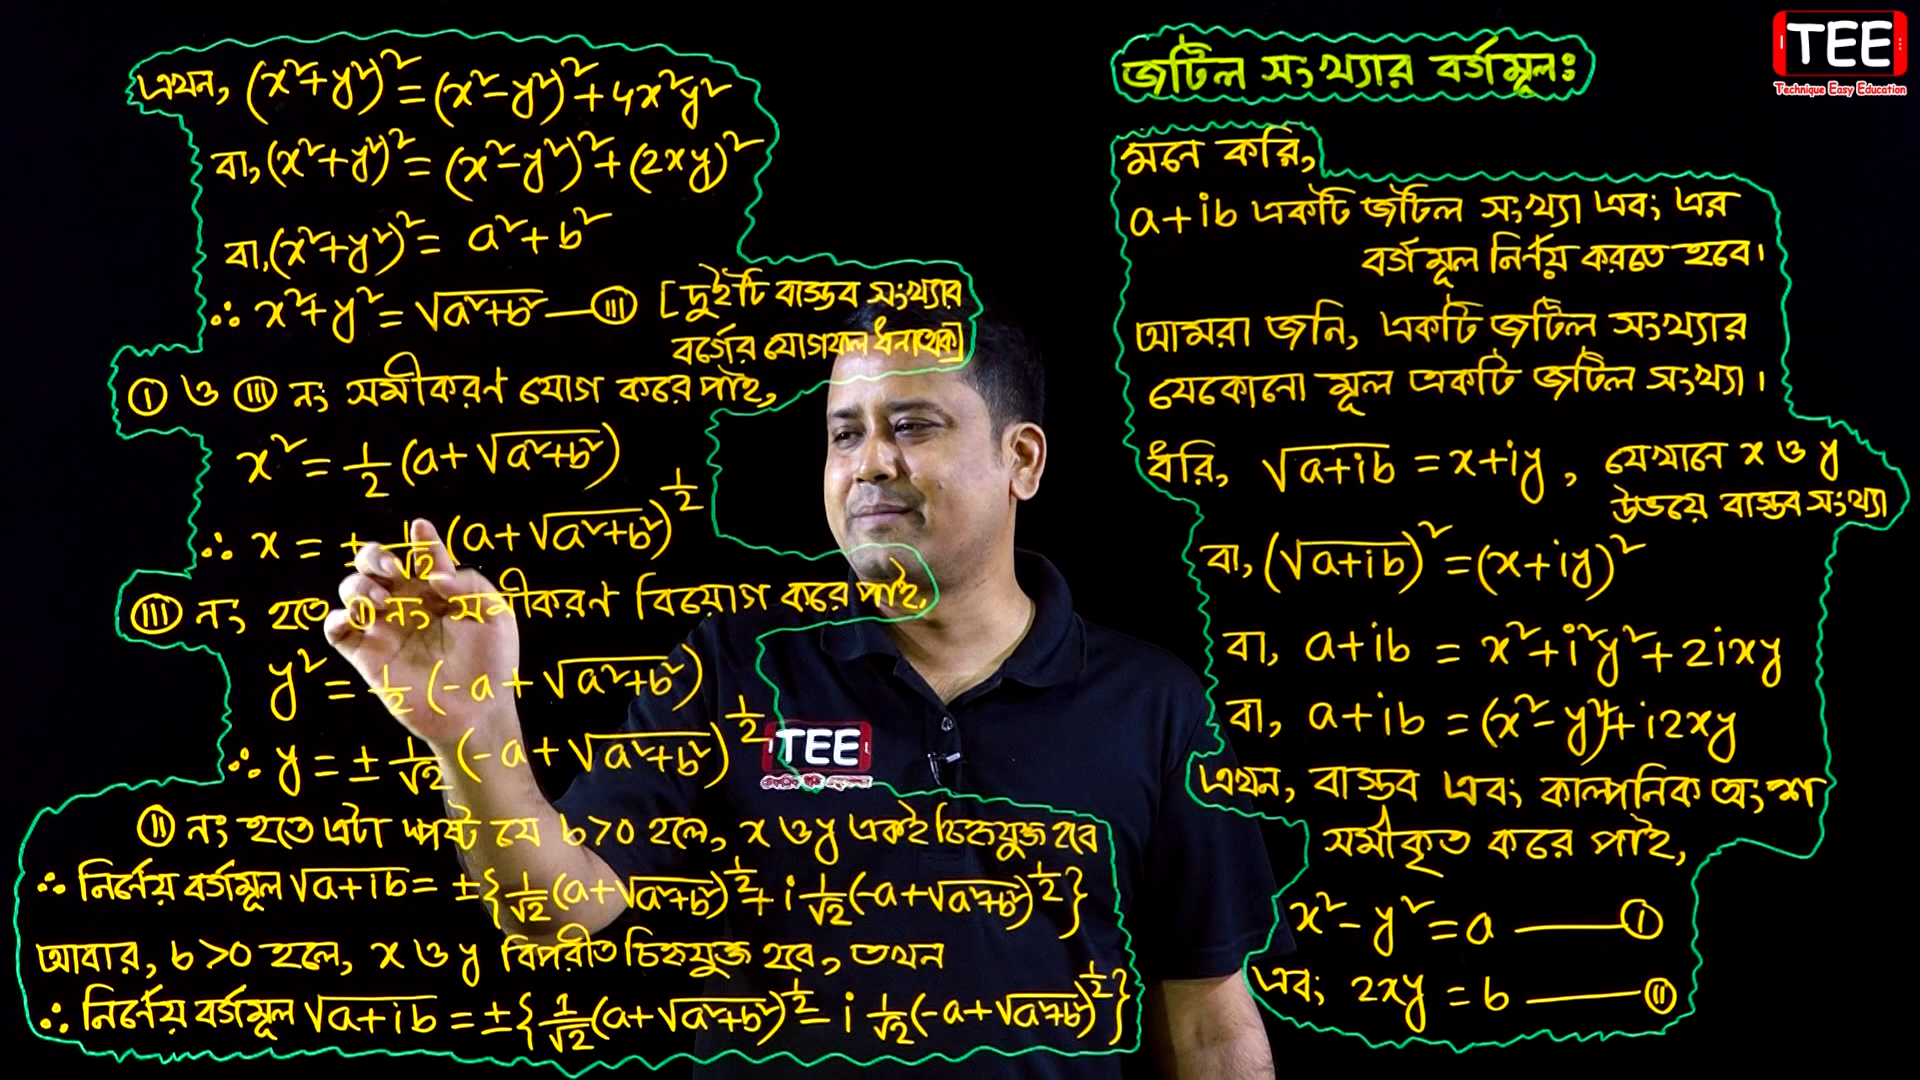 TEE
Technique Easy Education
জটিল সংখ্যার বর্গমূলঃ
মনে করি,
a+ib একটি জটিল সংখ্যা এবং এর
বর্গমূল নির্ণয় করতে হবে।
আমরা জনি, একটি জটিল সংখ্যার
যেকোনো মূল একটি জটিল সংখ্যা।
ধরি, √(a+ib) = x+iy, যেখানে x ও y
উভয়ে বাস্তব সংখ্যা
বা, (√(a+ib))² = (x+iy)²
বা, a+ib = x²+i²y²+2ixy
বা, a+ib = (x²-y²)+i2xy
এখন, বাস্তব এবং কাল্পনিক অংশ
সমীকৃত করে পাই,
x²-y² = a —— Ⓘ
এবং 2xy = b —— Ⓘⓘ
এখন, (x²+y²)² = (x²-y²)²+4x²y²
বা, (x²+y²)² = (x²-y²)²+(2xy)²
বা, (x²+y²)² = a²+b²
∴ x²+y² = √(a²+b²) —— (III) [দুইটি বাস্তব সংখ্যার
বর্গের যোগফল ধনাত্মক]
(I) ও (III) নং সমীকরণ যোগ করে পাই,
x² = 1/2 (a+√(a²+b²))
∴ x = ± 1/√2 (a+√(a²+b²))^1/2
(III) নং হতে (I) নং সমীকরণ বিয়োগ করে পাই,
y² = 1/2 (-a+√(a²+b²))
∴ y = ± 1/√2 (-a+√(a²+b²))^1/2
TEE
(II) নং হতে এটা স্পষ্ট যে b>0 হলে, x ও y একই চিহ্নযুক্ত হবে
∴ নির্ণেয় বর্গমূল √(a+ib) = ±{1/√2 (a+√(a²+b²))^1/2 + i 1/√2 (-a+√(a²+b²))^1/2}
আবার, b>0 হলে, x ও y বিপরীত চিহ্নযুক্ত হবে, তখন
∴ নির্ণেয় বর্গমূল √(a+ib) = ±{1/√2 (a+√(a²+b²))^1/2 - i 1/√2 (-a+√(a²+b²))^1/2}